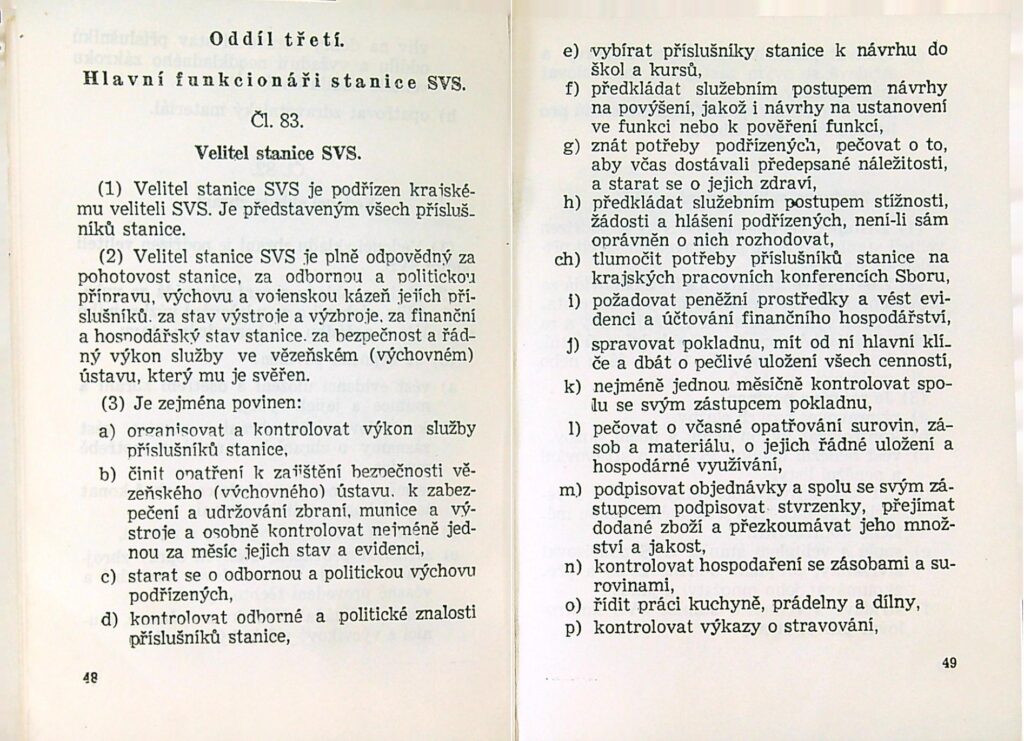 Oddíl třetí.
Hlavní funkcionáři stanice SVS.
Čl. 83.
Velitel stanice SVS.
(1) Velitel stanice SVS je podřízen krajské-
mu veliteli SVS. Je představeným všech přísluš-
níků stanice.
(2) Velitel stanice SVS je plně odpovědný za
pohotovost stanice, za odbornou a politickou
přípravu, výchovu a vojenskou kázeň jejích pří-
slušníků, za stav výstroje a výzbroje, za finanční
a hospodářský stav stanice, za bezpečnost a řád-
ný výkon služby ve vězeňském (výchovném)
ústavu, který mu je svěřen.
(3) Je zejména povinen:
a) organisovat a kontrolovat výkon služby
příslušníků stanice,
b) činit opatření k zajištění bezpečnosti vě-
zeňského (výchovného) ústavu, k zabez-
pečení a udržování zbraní, munice a vý-
stroje a osobně kontrolovat nejméně jed-
nou za měsíc jejich stav a evidenci,
c) starat se o odbornou a politickou výchovu
podřízených,
d) kontrolovat odborné a politické znalosti
příslušníků stanice,
48
e) vybírat příslušníky stanice k návrhu do
škol a kursů,
f) předkládat služebním postupem návrhy
na povýšení, jakož i návrhy na ustanovení
ve funkci nebo k pověření funkcí,
g) znát potřeby podřízených, pečovat o to,
aby včas dostávali předepsané náležitosti,
a starat se o jejich zdraví,
h) předkládat služebním postupem stížnosti,
žádosti a hlášení podřízených, není-li sám
oprávněn o nich rozhodovat,
ch) tlumočit potřeby příslušníků stanice na
krajských pracovních konferencích Sboru,
i) požadovat peněžní prostředky a vést evi-
denci a účtování finančního hospodářství,
j) spravovat pokladnu, mít od ní hlavní klí-
če a dbát o pečlivé uložení všech cenností,
k) nejméně jednou měsíčně kontrolovat spo-
lu se svým zástupcem pokladnu,
l) pečovat o včasné opatřování surovin, zá-
sob a materiálu, o jejich řádné uložení a
hospodárné využívání,
m) podpisovat objednávky a spolu se svým zá-
stupcem podpisovat stvrzenky, přejímat
dodané zboží a přezkoumávat jeho množ-
ství a jakost,
n) kontrolovat hospodaření se zásobami a su-
rovinami,
o) řídit práci kuchyně, prádelny a dílny,
p) kontrolovat výkazy o stravování,
49